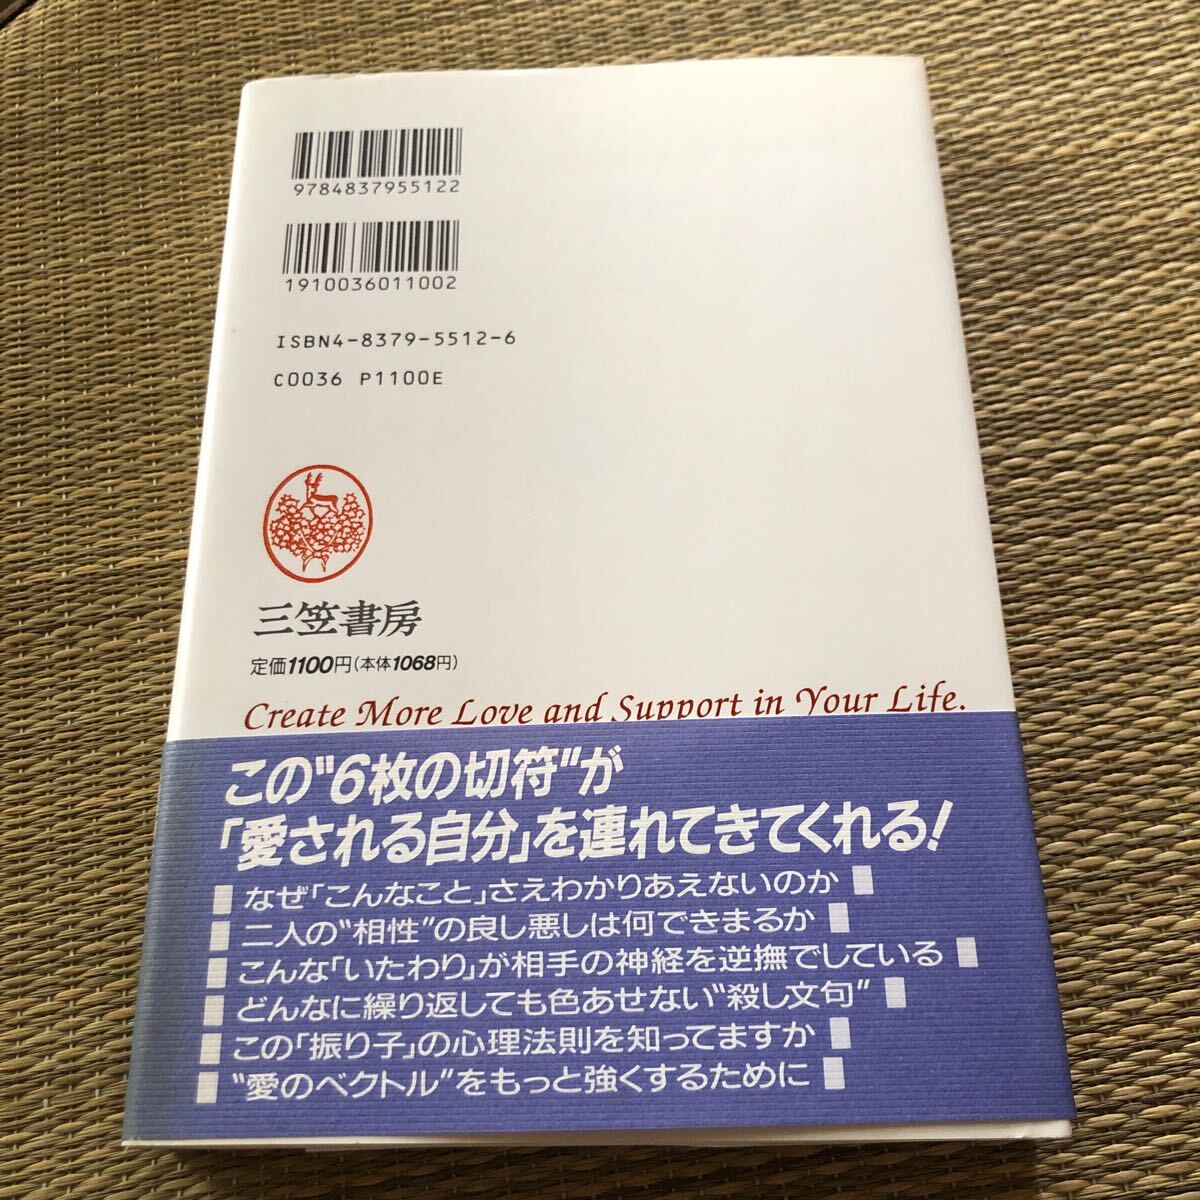 9784837955122
1910036011002
ISBN4-8379-5512-6
C0036 P1100E
三笠書房
定価1100円(本体1068円)
Create More Love and Support in Your Life.
この"6枚の切符"が
「愛される自分」を連れてきてくれる!
なぜ「こんなこと」さえわかりあえないのか
二人の"相性"の良し悪しは何できまるか
こんな「いたわり」が相手の神経を逆撫でしている
どんなに繰り返しても色あせない"殺し文句"
この「振り子」の心理法則を知ってますか
"愛のベクトル"をもっと強くするために